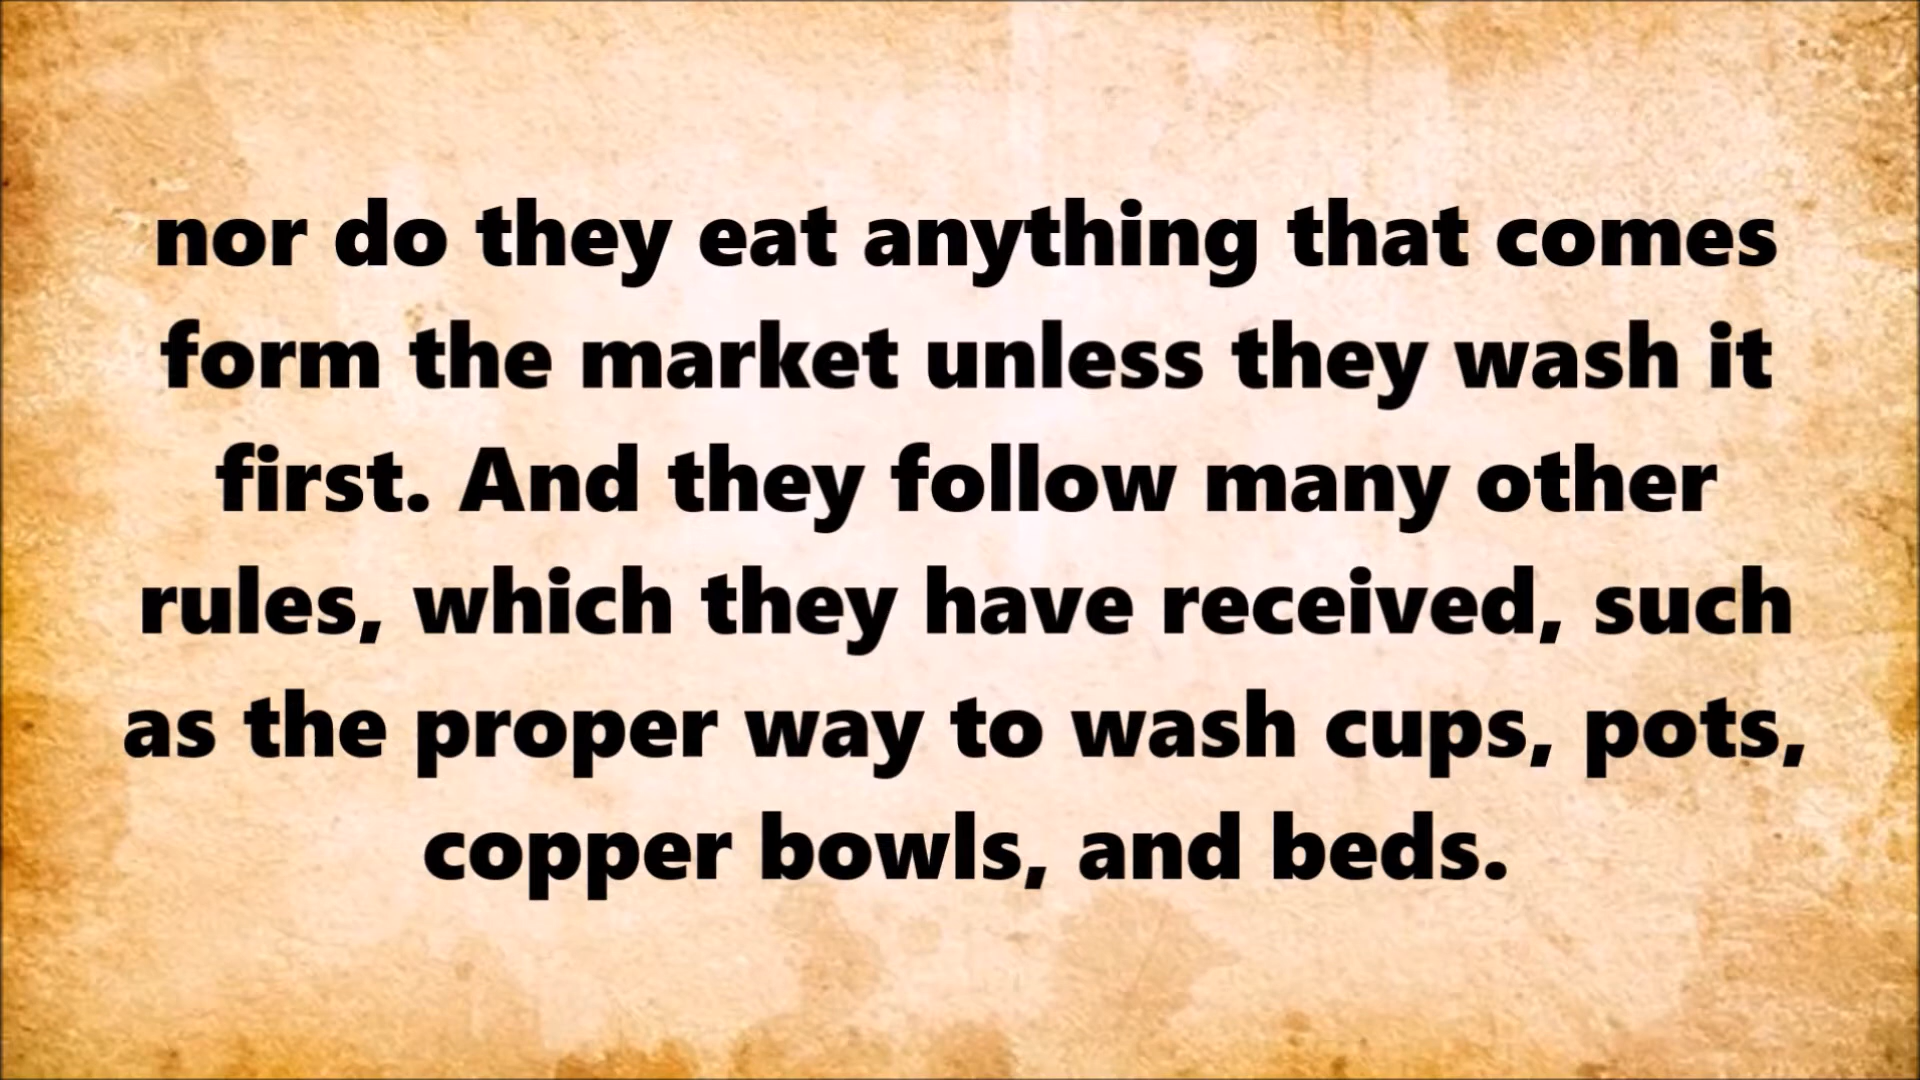 nor do they eat anything that comes
form the market unless they wash it
first. And they follow many other
rules, which they have received, such
as the proper way to wash cups, pots,
copper bowls, and beds.